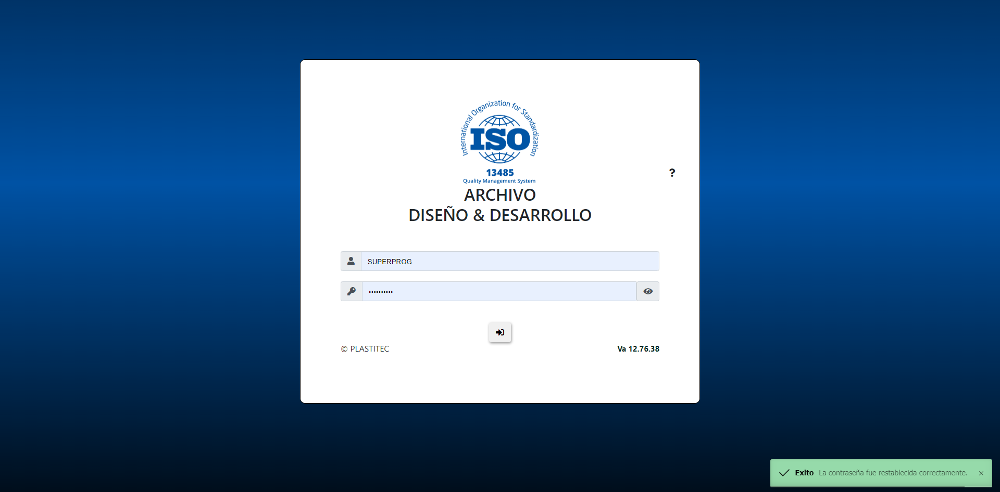 International Organization for Standardization
ISO
13485
Quality Management System
?
ARCHIVO
DISEÑO & DESARROLLO
SUPERPROG
••••••••••
© PLASTITEC
Va 12.76.38
Exito La contraseña fue restablecida correctamente. ×